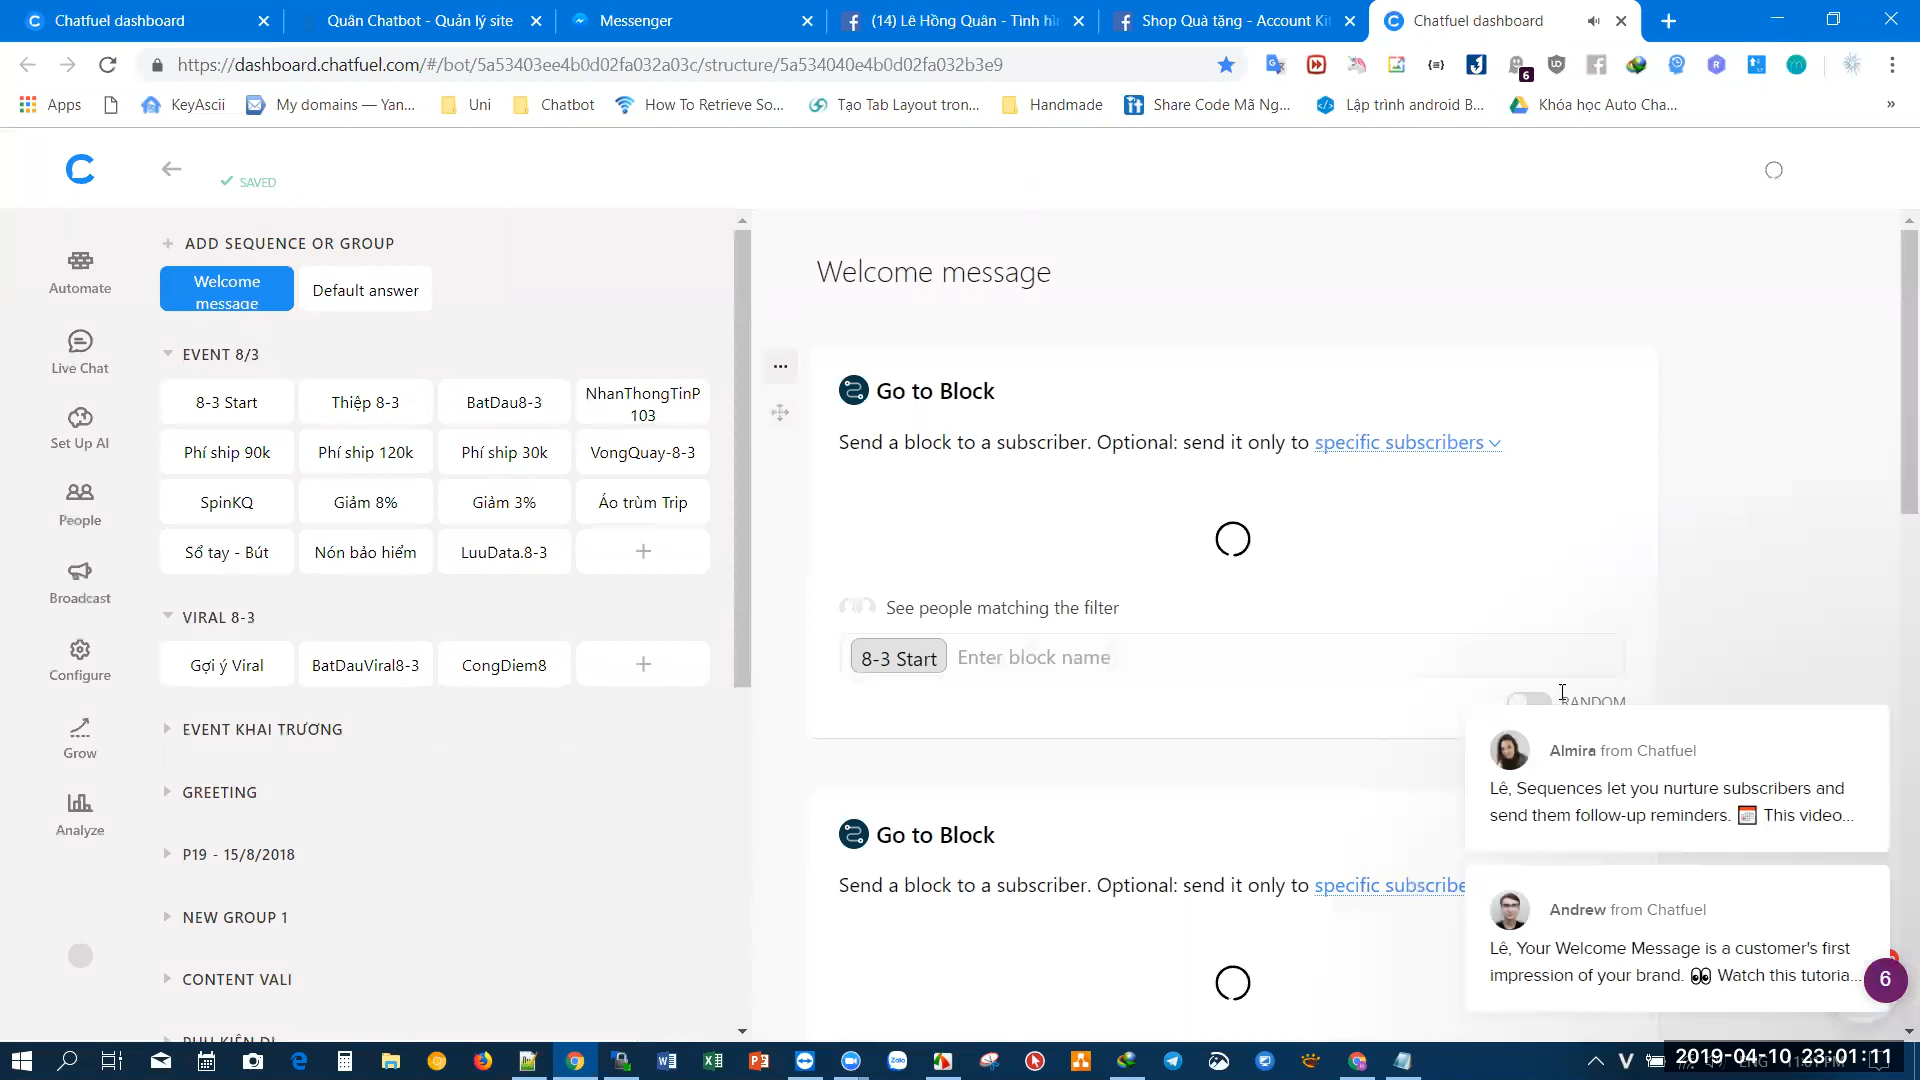 Chatfuel dashboard
Quân Chatbot - Quản lý site
Messenger
(14) Lê Hồng Quân - Tình hì
Shop Quà tặng - Account Kit
Chatfuel dashboard
https://dashboard.chatfuel.com/#/bot/5a53403ee4b0d02fa032a03c/structure/5a534040e4b0d02fa032b3e9
6
Apps
KeyAscii
My domains — Yan...
Uni
Chatbot
How To Retrieve So...
Tạo Tab Layout tron...
Handmade
Share Code Mã Ng...
Lập trình android B...
Khóa học Auto Cha...
»
SAVED
Automate
Live Chat
Set Up AI
People
Broadcast
Configure
Grow
Analyze
+ ADD SEQUENCE OR GROUP
Welcome message
Default answer
EVENT 8/3
8-3 Start
Thiệp 8-3
BatDau8-3
NhanThongTinP
103
Phí ship 90k
Phí ship 120k
Phí ship 30k
VongQuay-8-3
SpinKQ
Giảm 8%
Giảm 3%
Áo trùm Trip
Sổ tay - Bút
Nón bảo hiểm
LuuData.8-3
+
VIRAL 8-3
Gợi ý Viral
BatDauViral8-3
CongDiem8
+
EVENT KHAI TRƯƠNG
GREETING
P19 - 15/8/2018
NEW GROUP 1
CONTENT VALI
Welcome message
Go to Block
Send a block to a subscriber. Optional: send it only to specific subscribers
See people matching the filter
8-3 Start
Enter block name
RANDOM
Go to Block
Send a block to a subscriber. Optional: send it only to specific subscribe
Almira from Chatfuel
Lê, Sequences let you nurture subscribers and
send them follow-up reminders. 📅 This video...
Andrew from Chatfuel
Lê, Your Welcome Message is a customer's first
impression of your brand. 👀 Watch this tutoria...
6
2019-04-10 23:01:11